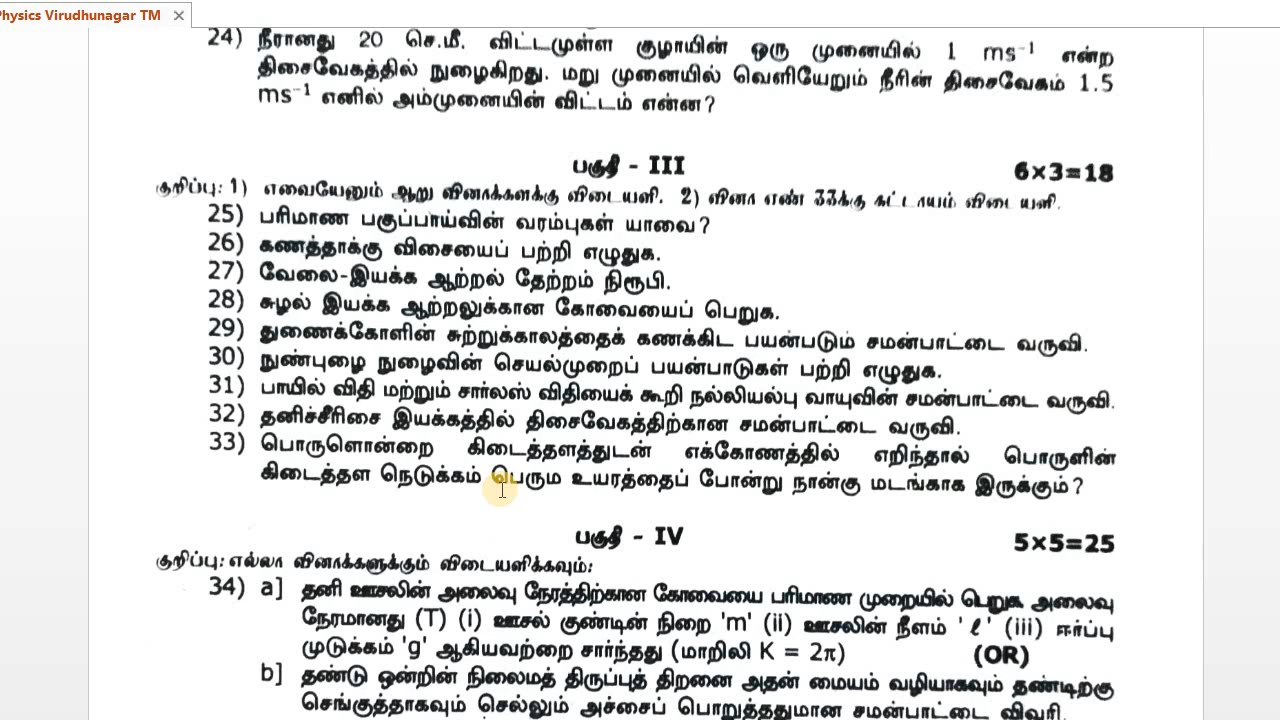 Physics Virudhunagar TM ×
24) நீரானது 20 செ.மீ. விட்டமுள்ள குழாயின் ஒரு முனையில் 1 ms⁻¹ என்ற
திசைவேகத்தில் நுழைகிறது. மறு முனையில் வெளியேறும் நீரின் திசைவேகம் 1.5
ms⁻¹ எனில் அம்முனையின் விட்டம் என்ன?
பகுதி - III 6×3=18
குறிப்பு: 1) எவையேனும் ஆறு வினாக்களக்கு விடையளி. 2) வினா எண் 33க்கு கட்டாயம் விடையளி.
25) பரிமாண பகுப்பாய்வின் வரம்புகள் யாவை?
26) கணத்தாக்கு விசையைப் பற்றி எழுதுக.
27) வேலை-இயக்க ஆற்றல் தேற்றம் நிரூபி.
28) சுழல் இயக்க ஆற்றலுக்கான கோவையைப் பெறுக.
29) துணைக்கோளின் சுற்றுக்காலத்தைக் கணக்கிட பயன்படும் சமன்பாட்டை வருவி.
30) நுண்புழை நுழைவின் செயல்முறைப் பயன்பாடுகள் பற்றி எழுதுக.
31) பாயில் விதி மற்றும் சார்லஸ் விதியைக் கூறி நல்லியல்பு வாயுவின் சமன்பாட்டை வருவி.
32) தனிச்சீரிசை இயக்கத்தில் திசைவேகத்திற்கான சமன்பாட்டை வருவி.
33) பொருளொன்றை கிடைத்தளத்துடன் எக்கோணத்தில் எறிந்தால் பொருளின்
கிடைத்தள நெடுக்கம் பெரும உயரத்தைப் போன்று நான்கு மடங்காக இருக்கும்?
பகுதி - IV 5×5=25
குறிப்பு: எல்லா வினாக்களுக்கும் விடையளிக்கவும்:
34) a] தனி ஊசலின் அலைவு நேரத்திற்கான கோவையை பரிமாண முறையில் பெறுக அலைவு
நேரமானது (T) (i) ஊசல் குண்டின் நிறை 'm' (ii) ஊசலின் நீளம் 'ℓ' (iii) ஈர்ப்பு
முடுக்கம் 'g' ஆகியவற்றை சார்ந்தது (மாறிலி K = 2π) (OR)
b] தண்டு ஒன்றின் நிலைமத் திருப்புத் திறனை அதன் மையம் வழியாகவும் தண்டிற்கு
செங்குத்தாகவும் செல்லும் அச்சைப் பொறுத்ததுமான சமன்பாட்டை விவரி.